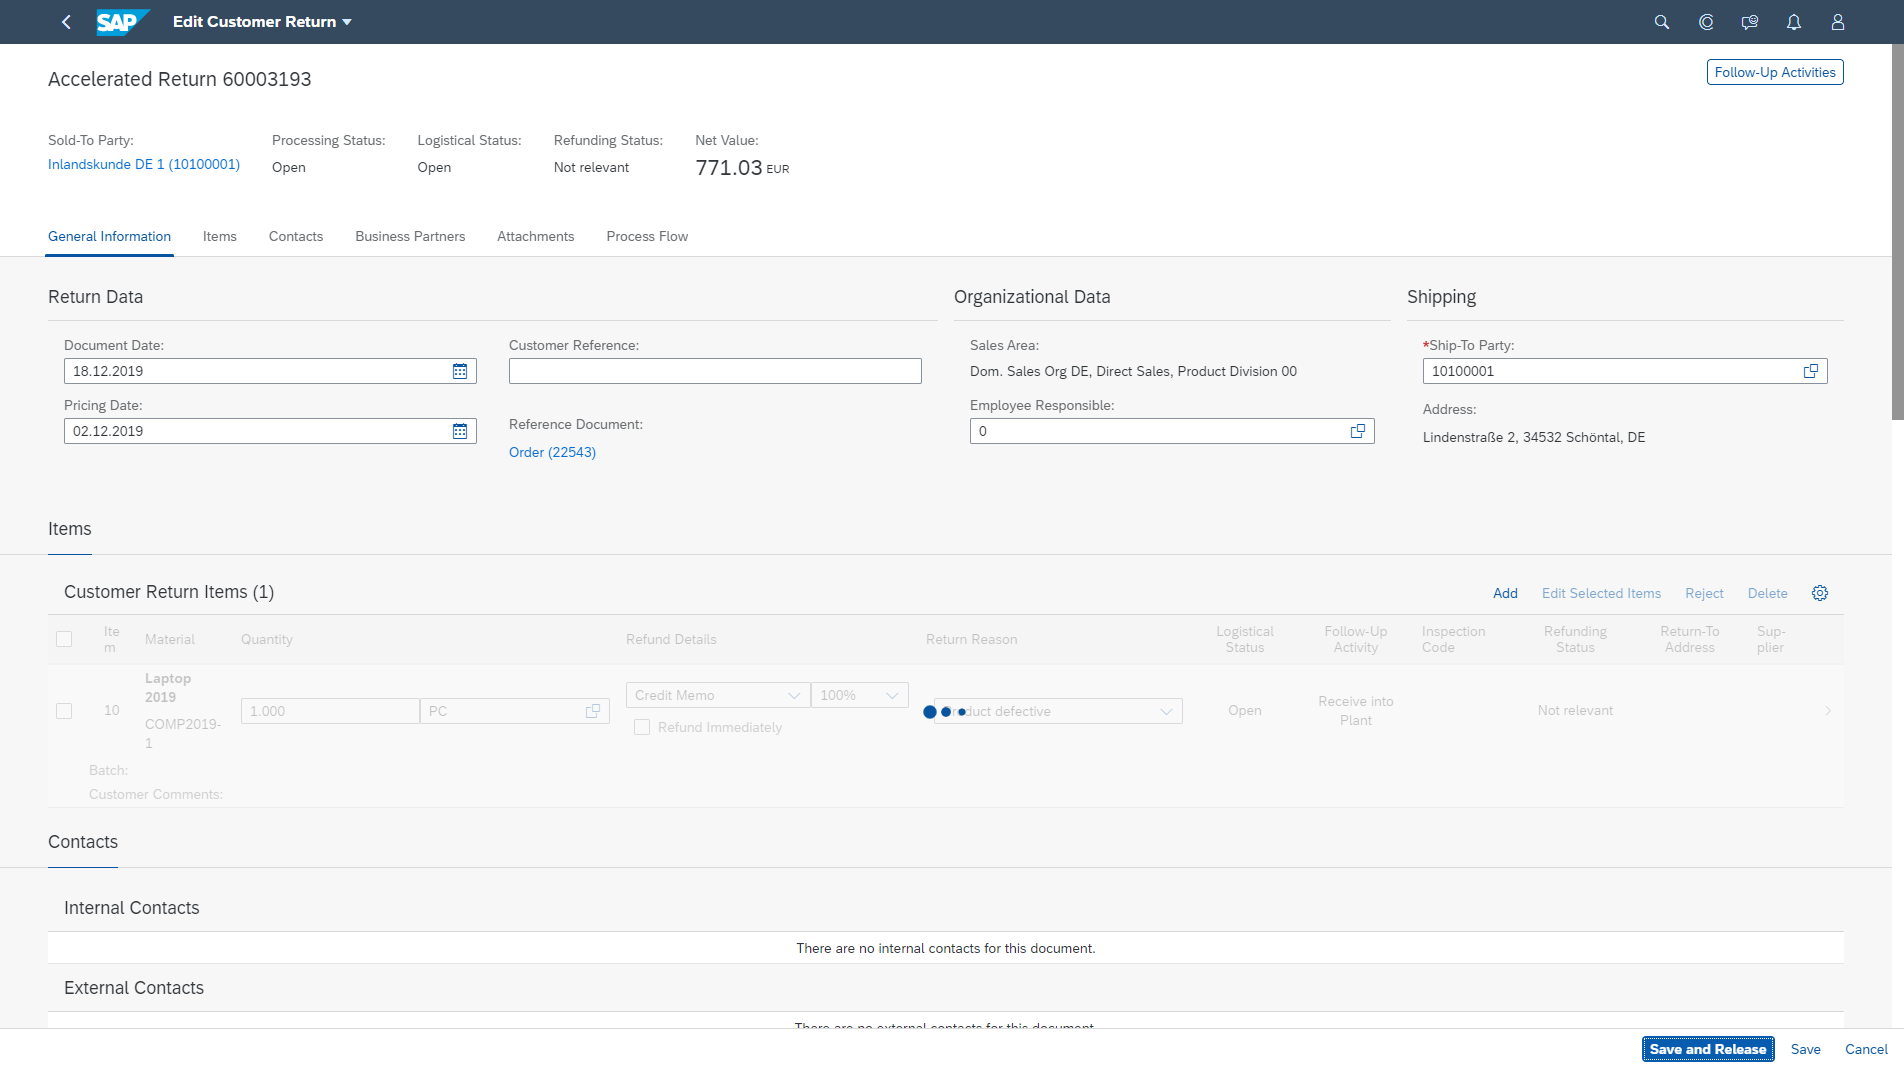 SAP Edit Customer Return
Accelerated Return 60003193
Follow-Up Activities
Sold-To Party:
Inlandskunde DE 1 (10100001)
Processing Status:
Open
Logistical Status:
Open
Refunding Status:
Not relevant
Net Value:
771.03 EUR
General Information Items Contacts Business Partners Attachments Process Flow
Return Data
Document Date:
18.12.2019
Pricing Date:
02.12.2019
Customer Reference:
Reference Document:
Order (22543)
Organizational Data
Sales Area:
Dom. Sales Org DE, Direct Sales, Product Division 00
Employee Responsible:
0
Shipping
*Ship-To Party:
10100001
Address:
Lindenstraße 2, 34532 Schöntal, DE
Items
Customer Return Items (1)
Add Edit Selected Items Reject Delete
Ite
m
Material
Quantity
Refund Details
Return Reason
Logistical
Status
Follow-Up
Activity
Inspection
Code
Refunding
Status
Return-To
Address
Sup-
plier
10
Laptop
2019
COMP2019-
1
1.000
PC
Credit Memo
100%
Refund Immediately
duct defective
Open
Receive into
Plant
Not relevant
Batch:
Customer Comments:
Contacts
Internal Contacts
There are no internal contacts for this document.
External Contacts
There are no external contacts for this document.
Save and Release Save Cancel